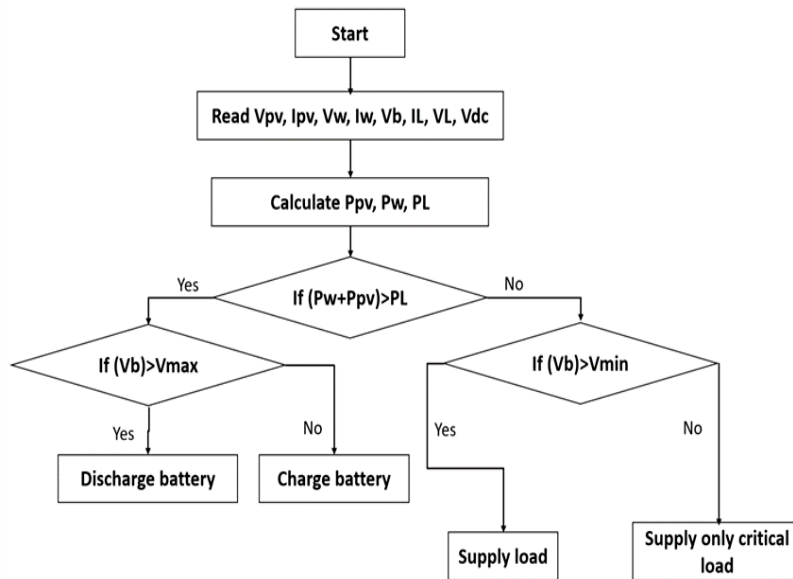 Start
Read Vpv, Ipv, Vw, Iw, Vb, IL, VL, Vdc
Calculate Ppv, Pw, PL
Yes
If (Pw+Ppv)>PL
No
If (Vb)>Vmax
If (Vb)>Vmin
Yes
No
Yes
No
Discharge battery
Charge battery
Supply load
Supply only critical
load